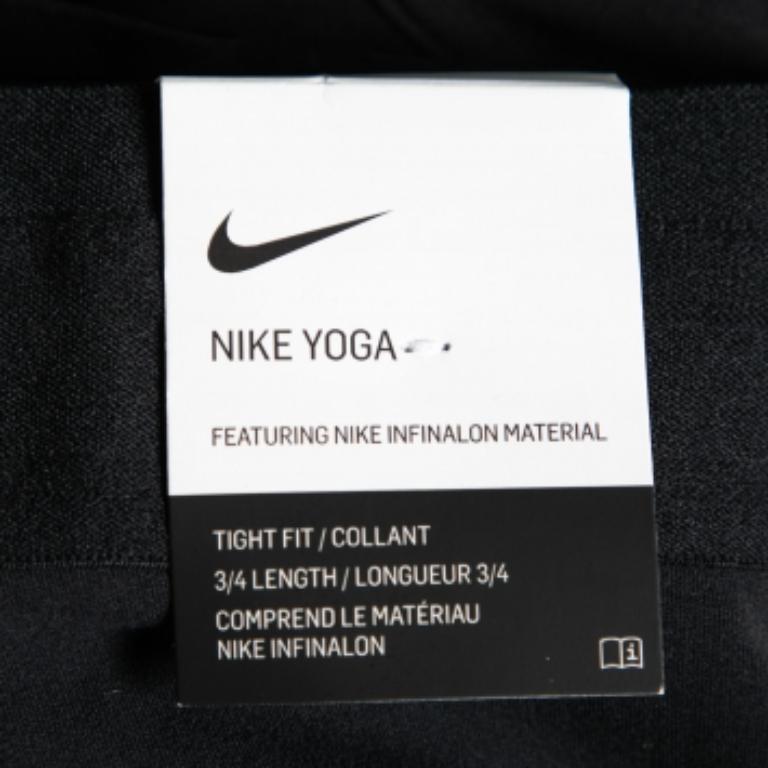 NIKE YOGA
FEATURING NIKE INFINALON MATERIAL
TIGHT FIT / COLLANT
3/4 LENGTH / LONGUEUR 3/4
COMPREND LE MATÉRIAU
NIKE INFINALON
i